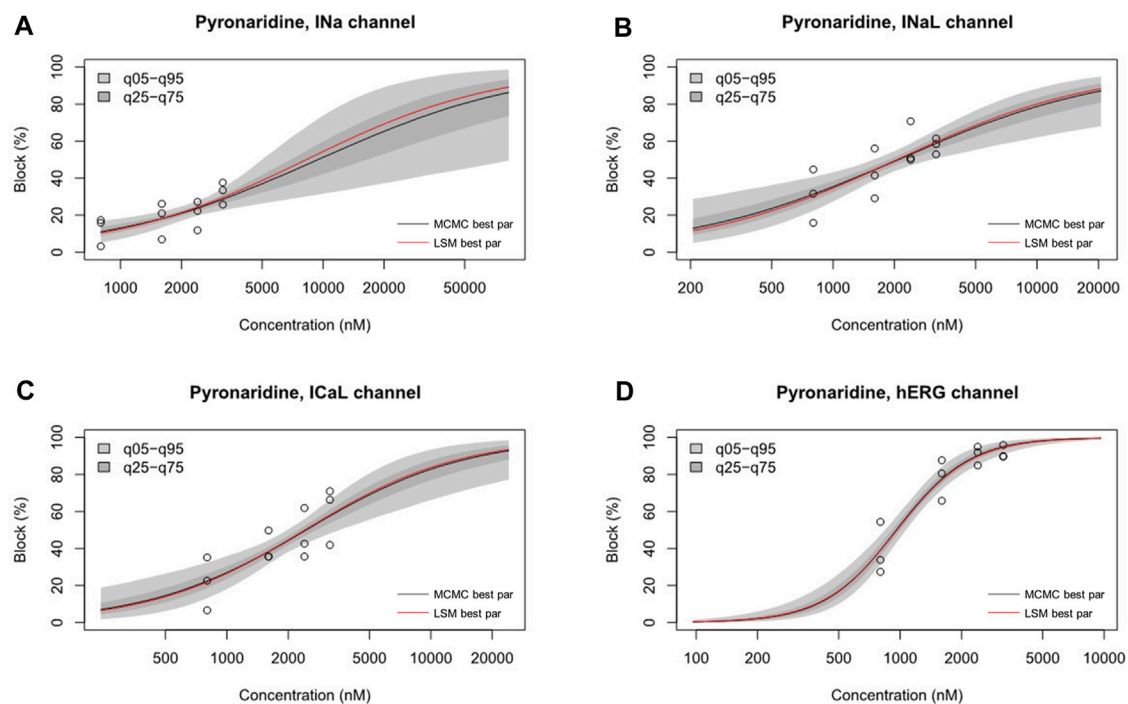 A
Pyronaridine, INa channel
Block (%)
100
80
60
40
20
0
q05−q95
q25−q75
MCMC best par
LSM best par
1000 2000 5000 10000 20000 50000
Concentration (nM)
B
Pyronaridine, INaL channel
Block (%)
100
80
60
40
20
0
q05−q95
q25−q75
MCMC best par
LSM best par
200 500 1000 2000 5000 10000 20000
Concentration (nM)
C
Pyronaridine, ICaL channel
Block (%)
100
80
60
40
20
0
q05−q95
q25−q75
MCMC best par
LSM best par
500 1000 2000 5000 10000 20000
Concentration (nM)
D
Pyronaridine, hERG channel
Block (%)
100
80
60
40
20
0
q05−q95
q25−q75
MCMC best par
LSM best par
100 200 500 1000 2000 5000 10000
Concentration (nM)